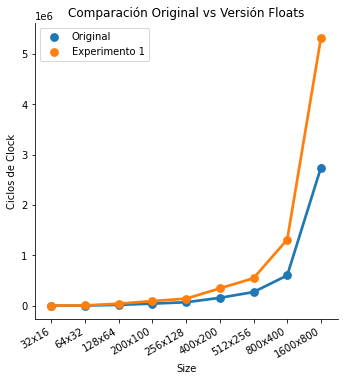 Comparación Original vs Versión Floats
1e6
Original
Experimento 1
5
4
3
2
1
0
Ciclos de Clock
32x16
64x32
128x64
200x100
256x128
400x200
512x256
800x400
1600x800
Size